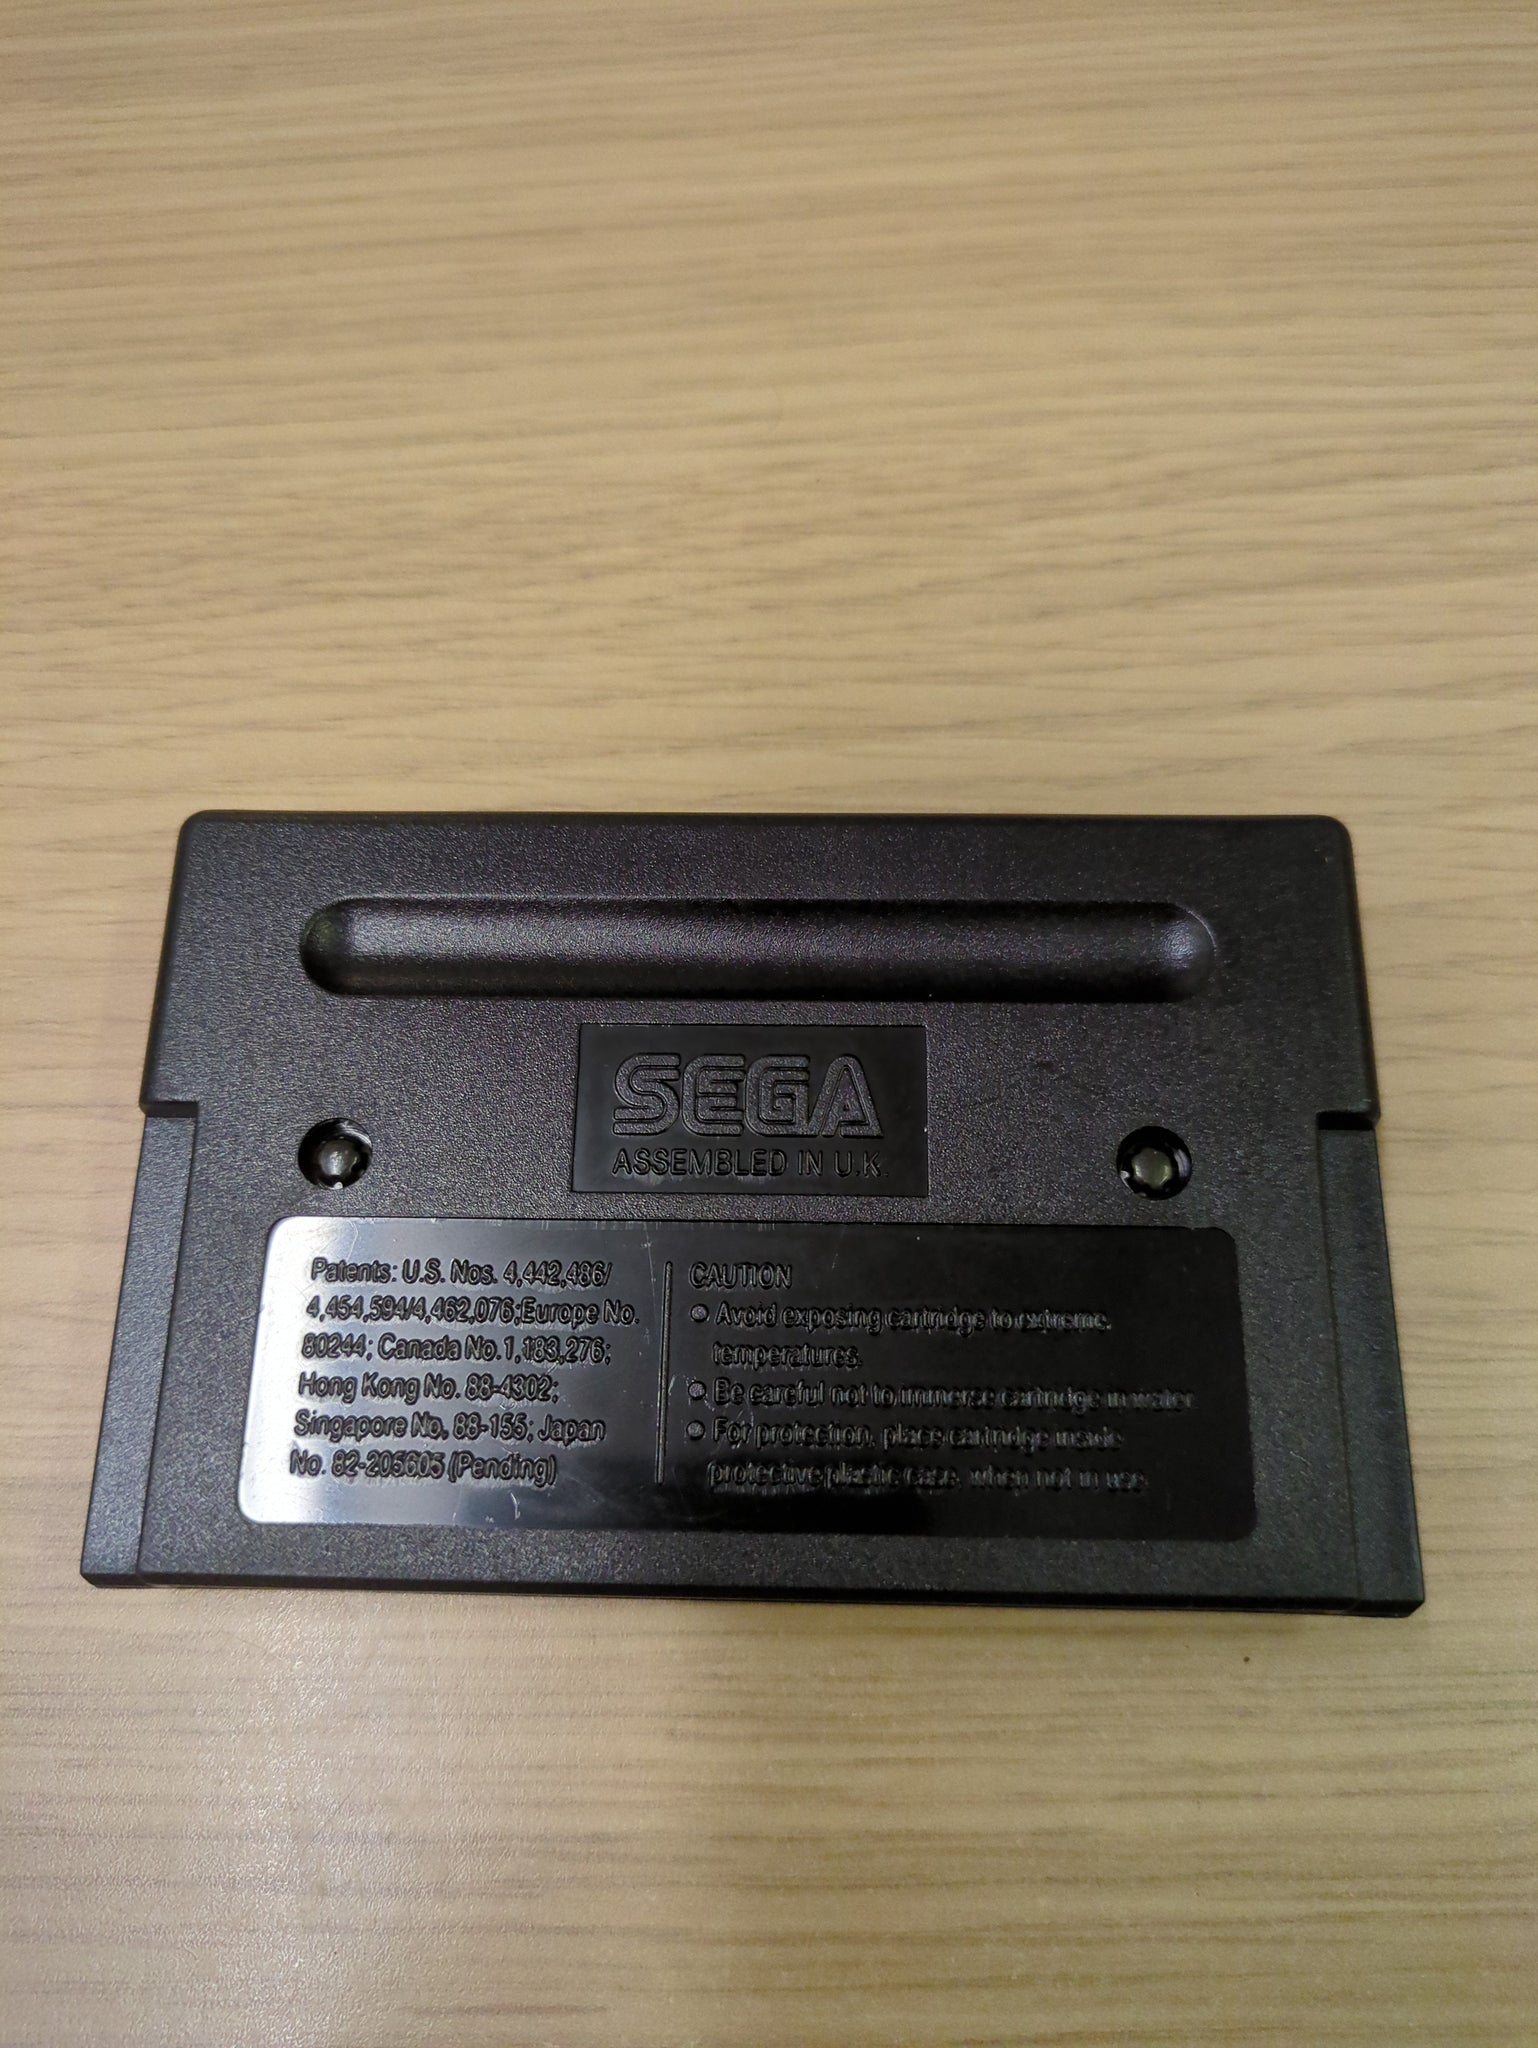 SEGA
ASSEMBLED IN U.K.
Patents: U.S. Nos. 4,442,486/
4,454,594/4,462,076;Europe No.
80244; Canada No.1,183,276;
Hong Kong No. 88-4302;
Singapore No. 88-155; Japan
No. 82-205605 (Pending)
CAUTION
● Avoid exposing cartridge to extreme
temperatures.
● Be careful not to immerse cartridge in water
● For protection, place cartridge inside
protective plastic case, when not in use